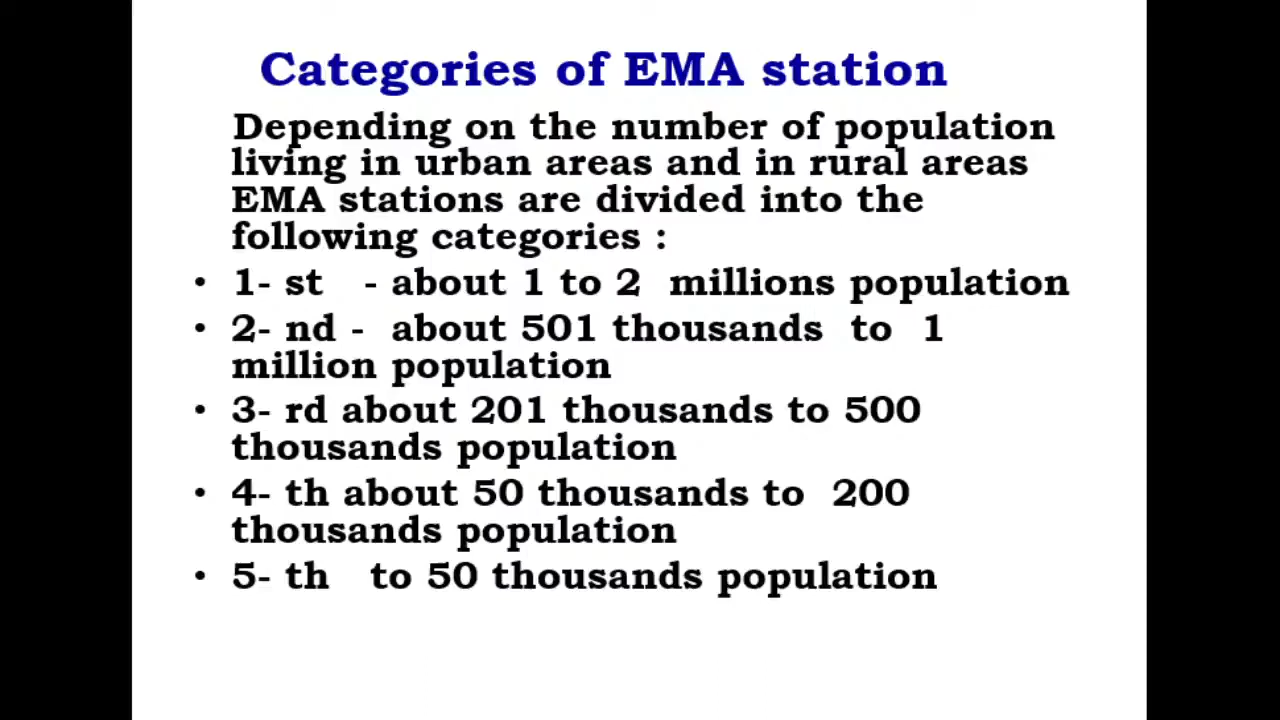 Categories of EMA station
Depending on the number of population
living in urban areas and in rural areas
EMA stations are divided into the
following categories :
• 1- st - about 1 to 2 millions population
• 2- nd - about 501 thousands to 1
million population
• 3- rd about 201 thousands to 500
thousands population
• 4- th about 50 thousands to 200
thousands population
• 5- th to 50 thousands population